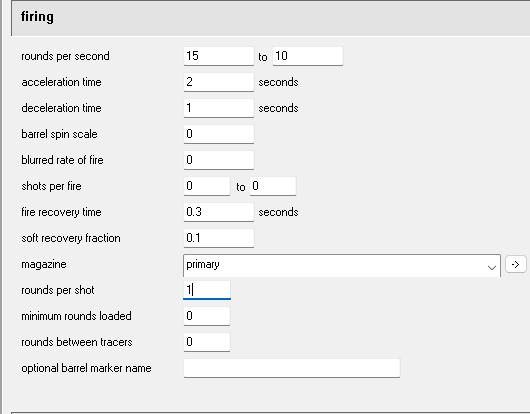 firing
rounds per second 15 to 10
acceleration time 2 seconds
deceleration time 1 seconds
barrel spin scale 0
blurred rate of fire 0
shots per fire 0 to 0
fire recovery time 0.3 seconds
soft recovery fraction 0.1
magazine primary ->
rounds per shot 1
minimum rounds loaded 0
rounds between tracers 0
optional barrel marker name